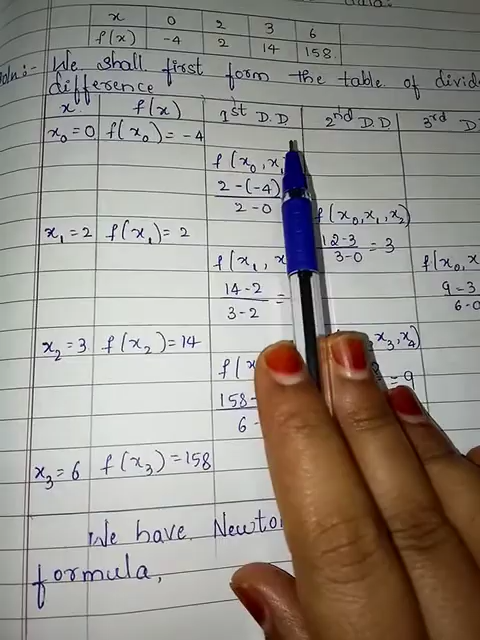 x 0 2 3 6
f(x) -4 2 14 158
Soln:- We shall first form the table of
difference
x f(x) 1st D.D 2nd D.D 3rd D
x₀=0 f(x₀)=-4
f(x₀, x₁
2-(-4)
2-0
f(x₀,x₁,x₂)
12-3
3-0 =3
x₁=2 f(x₁)=2
f(x₁, x
14-2
3-2 =
f(x₀, x
9-3
6-0
x₂=3 f(x₂)=14
x₃,x₄)
=9
158-
6-
x₃=6 f(x₃)=158
We have Newto
formula,